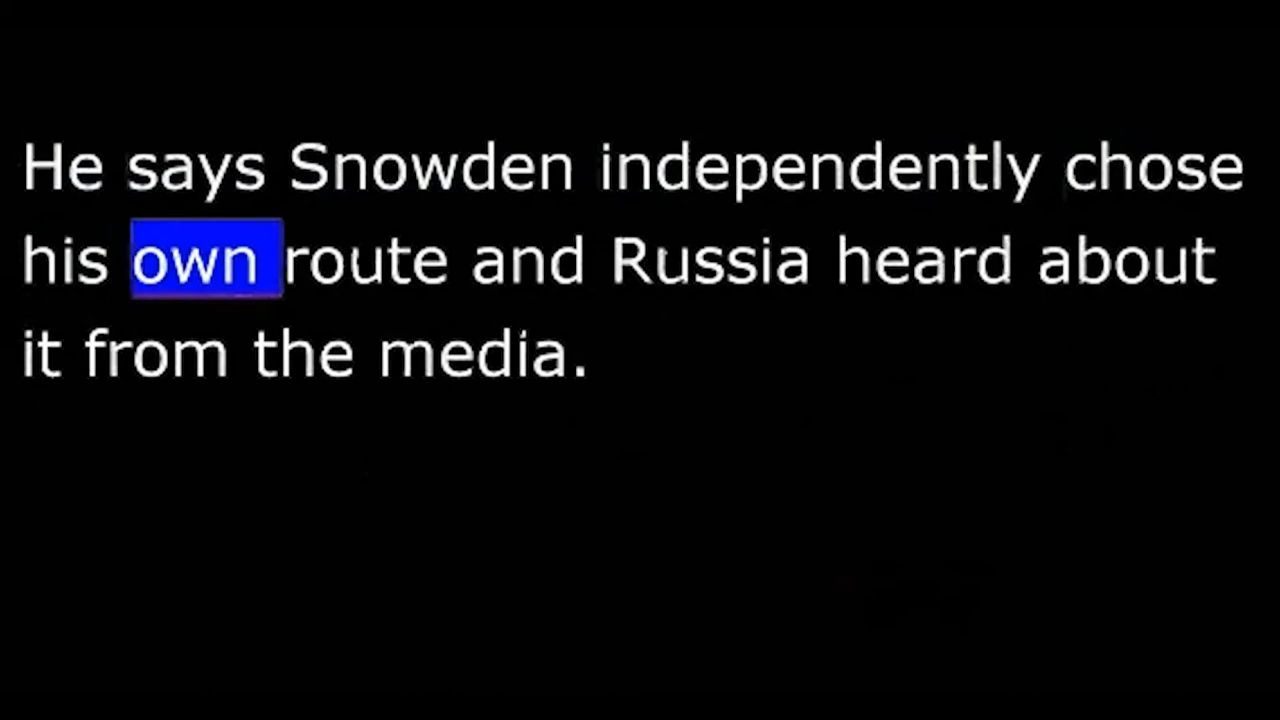 He says Snowden independently chose
his own route and Russia heard about
it from the media.